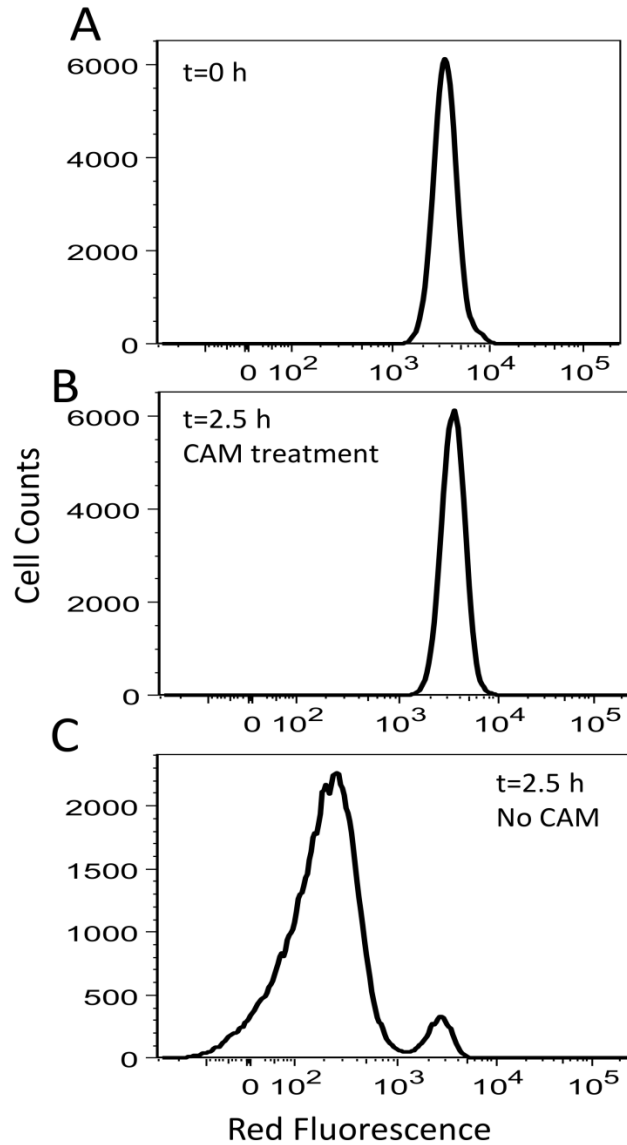 A
t=0 h
6000
4000
2000
0
0 10² 10³ 10⁴ 10⁵
B
t=2.5 h
CAM treatment
6000
4000
2000
0
0 10² 10³ 10⁴ 10⁵
Cell Counts
C
t=2.5 h
No CAM
2000
1500
1000
500
0
0 10² 10³ 10⁴ 10⁵
Red Fluorescence